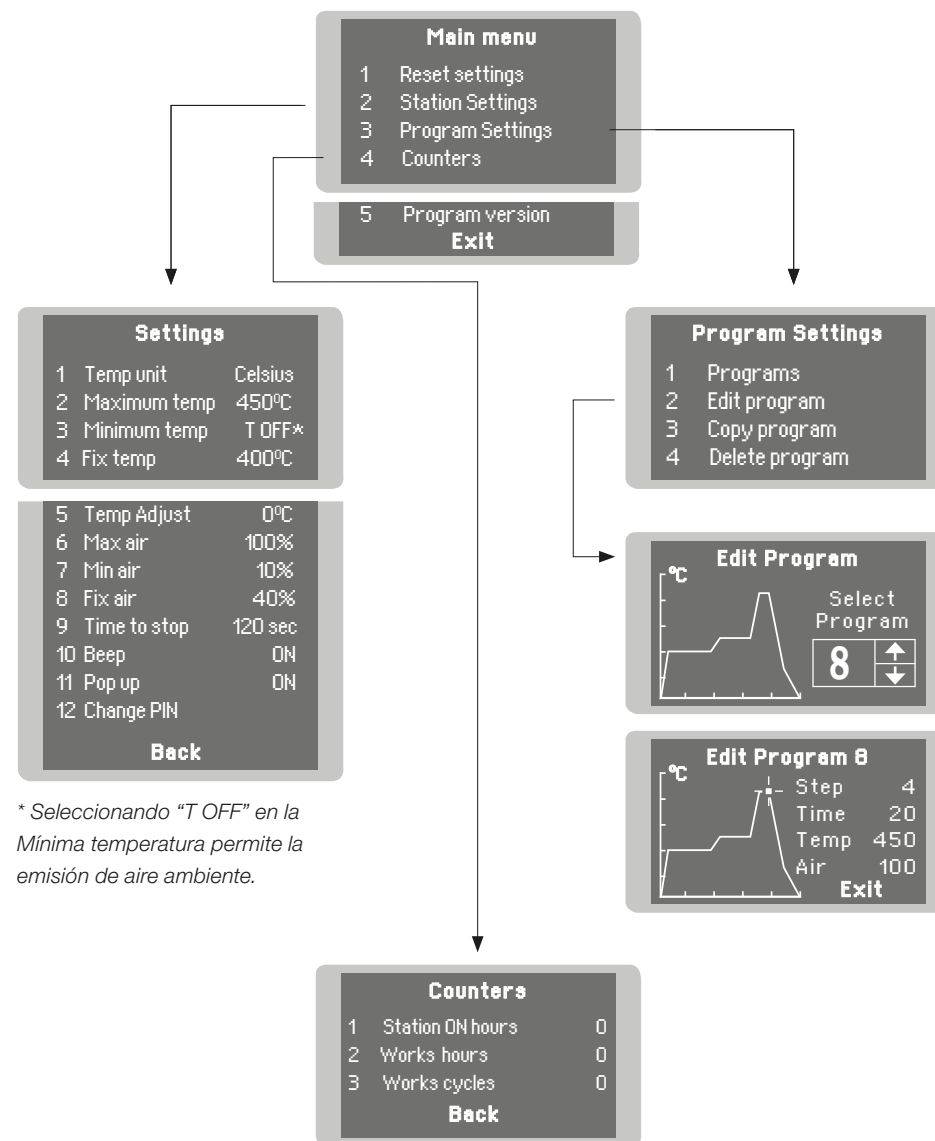 Main menu
1 Reset settings
2 Station Settings
3 Program Settings
4 Counters
5 Program version
Exit
Settings
1 Temp unit Celsius
2 Maximum temp 450ºC
3 Minimum temp T OFF*
4 Fix temp 400ºC
5 Temp Adjust 0ºC
6 Max air 100%
7 Min air 10%
8 Fix air 40%
9 Time to stop 120 sec
10 Beep ON
11 Pop up ON
12 Change PIN
Back
* Seleccionando “T OFF” en la
Mínima temperatura permite la
emisión de aire ambiente.
Program Settings
1 Programs
2 Edit program
3 Copy program
4 Delete program
Edit Program
ºC
Select
Program
8
Edit Program 8
ºC
Step 4
Time 20
Temp 450
Air 100
Exit
Counters
1 Station ON hours 0
2 Works hours 0
3 Works cycles 0
Back